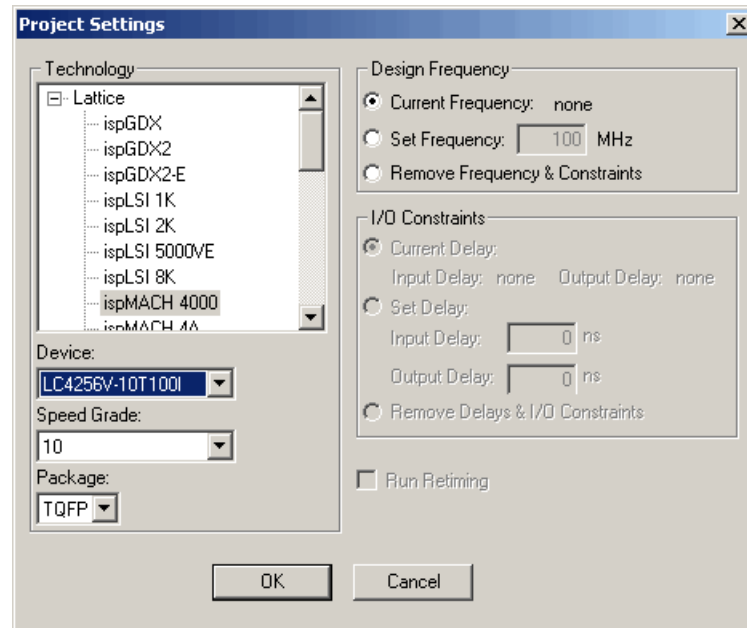 Project Settings
Technology
Lattice
ispGDX
ispGDX2
ispGDX2-E
ispLSI 1K
ispLSI 2K
ispLSI 5000VE
ispLSI 8K
ispMACH 4000
ispMACH 4A
Device:
LC4256V-10T100I
Speed Grade:
10
Package:
TQFP
Design Frequency
Current Frequency: none
Set Frequency: 100 MHz
Remove Frequency & Constraints
I/O Constraints
Current Delay:
Input Delay: none Output Delay: none
Set Delay:
Input Delay: 0 ns
Output Delay: 0 ns
Remove Delays & I/O Constraints
Run Retiming
OK Cancel